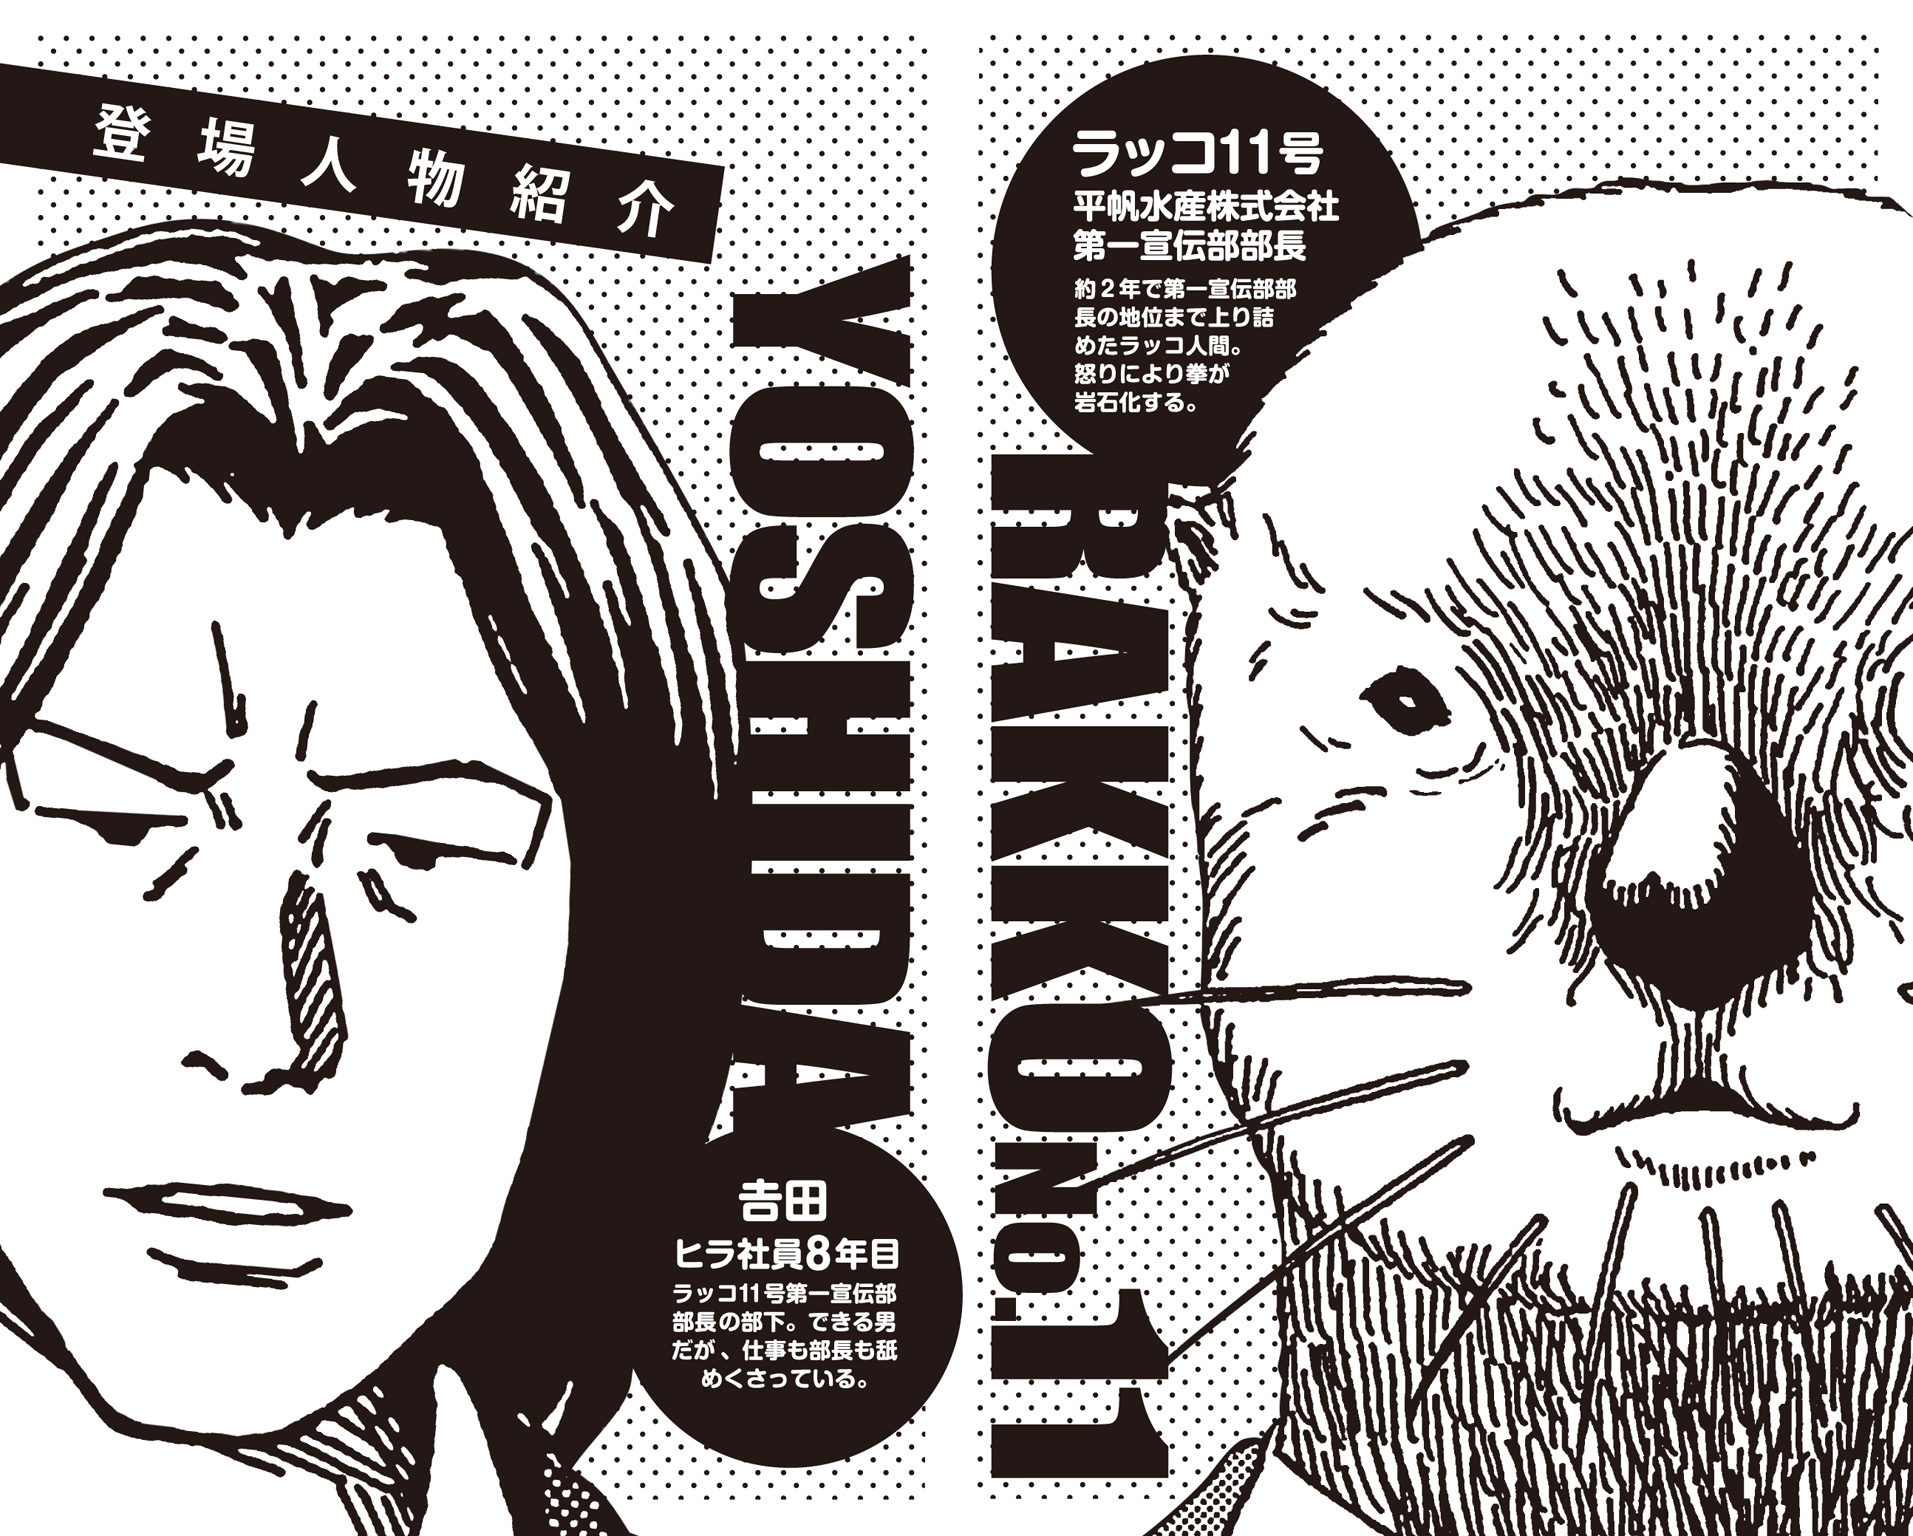 登場人物紹介
ラッコ11号
平帆水産株式会社
第一宣伝部部長
約2年で第一宣伝部部
長の地位まで上り詰
めたラッコ人間。
怒りにより拳が
岩石化する。
RAKKO NO.11
YOSHIDA
吉田
ヒラ社員8年目
ラッコ11号第一宣伝部
部長の部下。できる男
だが、仕事も部長も舐
めくさっている。